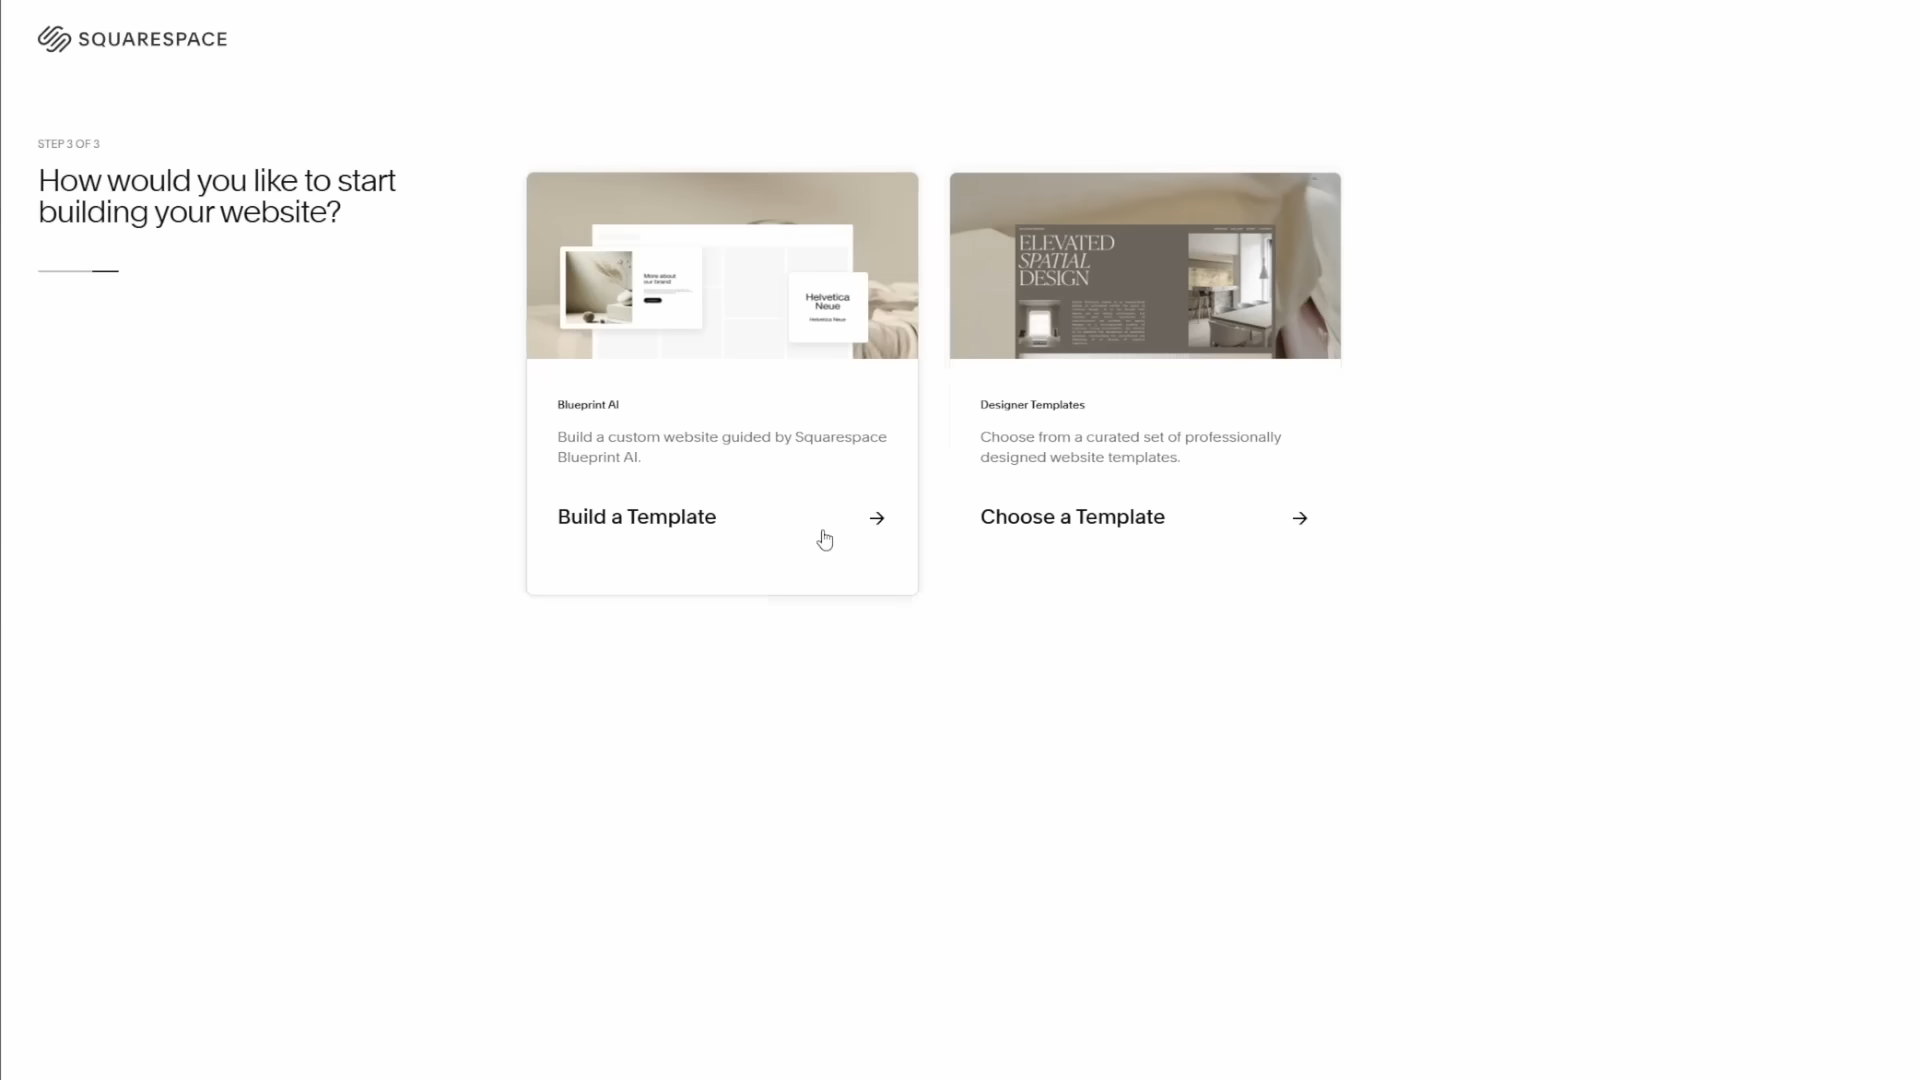 SQUARESPACE
STEP 3 OF 3
How would you like to start
building your website?
More about
our brand
Helvetica
Neue
Helvetica Neue
Blueprint AI
Build a custom website guided by Squarespace
Blueprint AI.
Build a Template
ELEVATED
SPATIAL
DESIGN
Designer Templates
Choose from a curated set of professionally
designed website templates.
Choose a Template